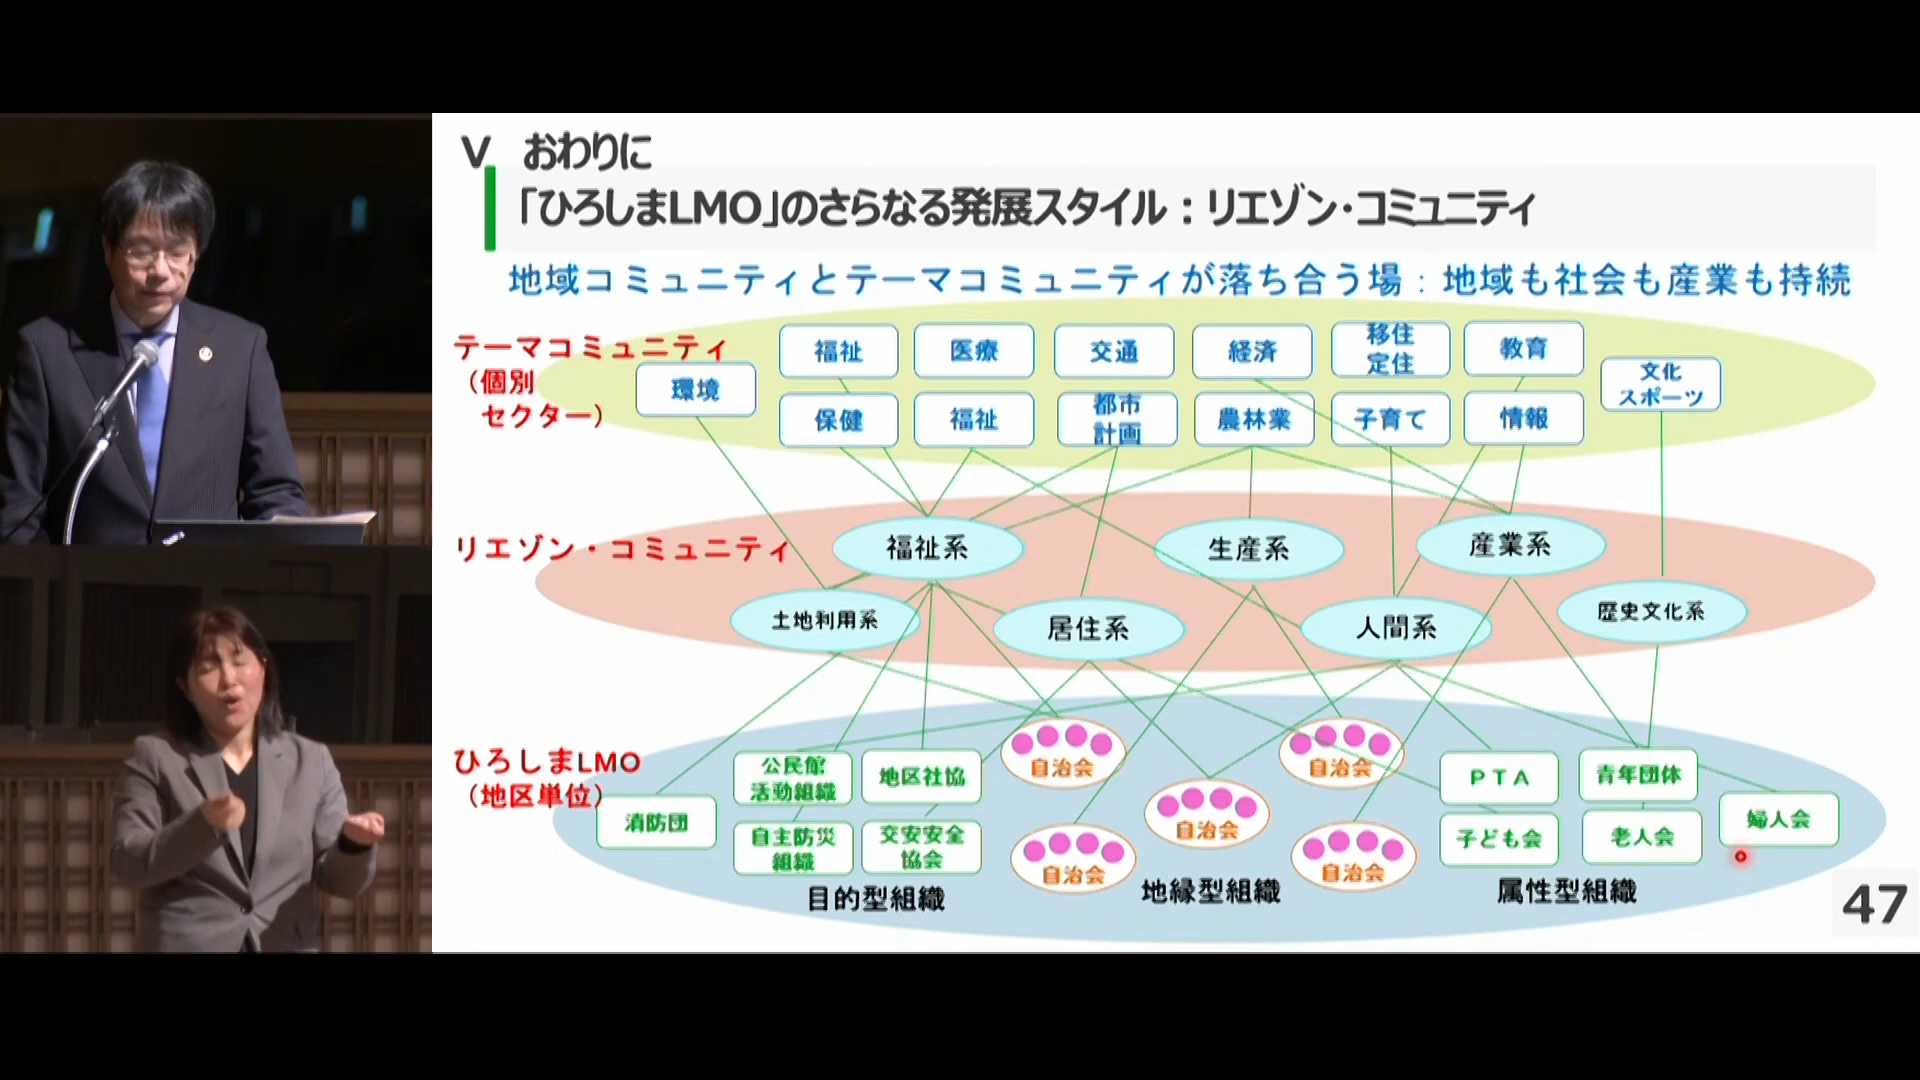 Ⅴ　おわりに
「ひろしまLMO」のさらなる発展スタイル：リエゾン・コミュニティ
地域コミュニティとテーマコミュニティが落ち合う場：地域も社会も産業も持続
テーマコミュニティ
（個別
セクター）
環境
福祉
医療
交通
経済
移住
定住
教育
文化
スポーツ
保健
福祉
都市
計画
農林業
子育て
情報
リエゾン・コミュニティ
福祉系
生産系
産業系
土地利用系
居住系
人間系
歴史文化系
ひろしまLMO
（地区単位）
消防団
公民館
活動組織
地区社協
自主防災
組織
交安安全
協会
目的型組織
自治会
自治会
自治会
自治会
自治会
地縁型組織
ＰＴＡ
青年団体
子ども会
老人会
婦人会
属性型組織
47